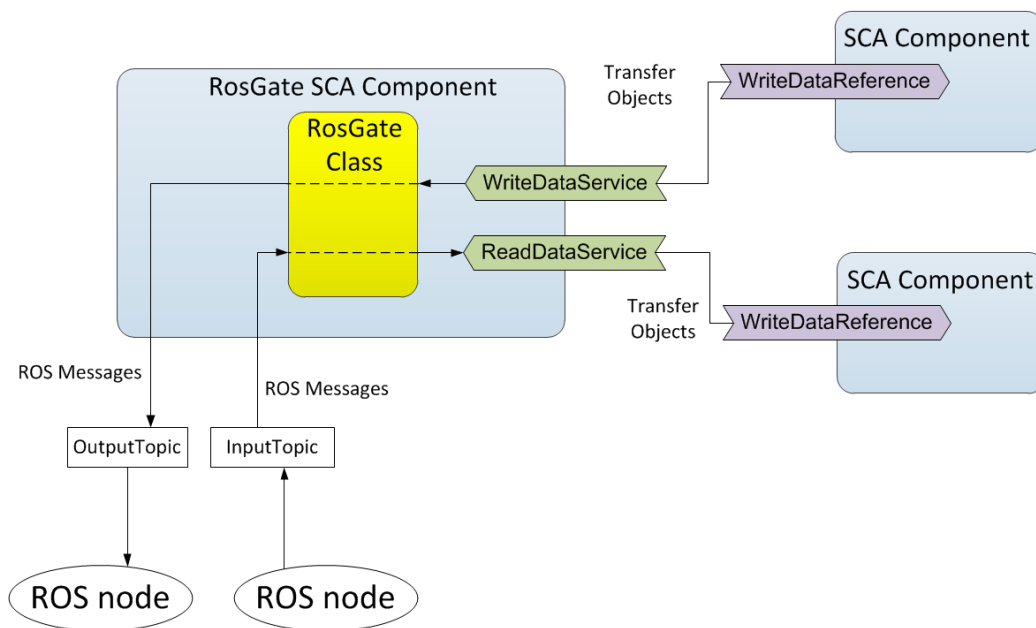 SCA Component
WriteDataReference
Transfer
Objects
RosGate SCA Component
RosGate
Class
WriteDataService
ReadDataService
SCA Component
WriteDataReference
Transfer
Objects
ROS Messages
ROS Messages
OutputTopic
InputTopic
ROS node
ROS node